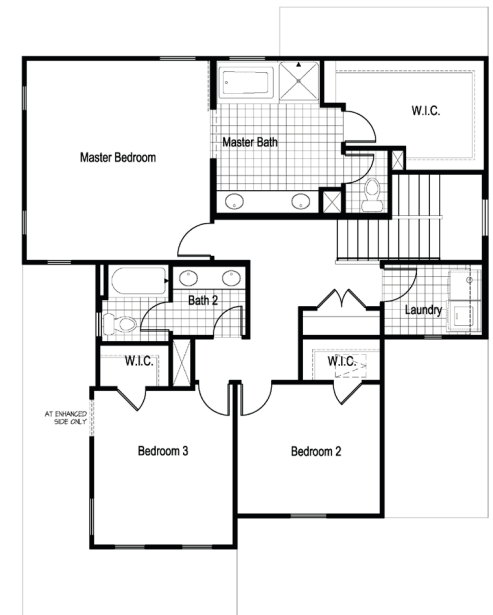 W.I.C.
Master Bath
Master Bedroom
Bath 2
Laundry
W.I.C.
W.I.C.
AT ENHANCED
SIDE ONLY
Bedroom 3
Bedroom 2